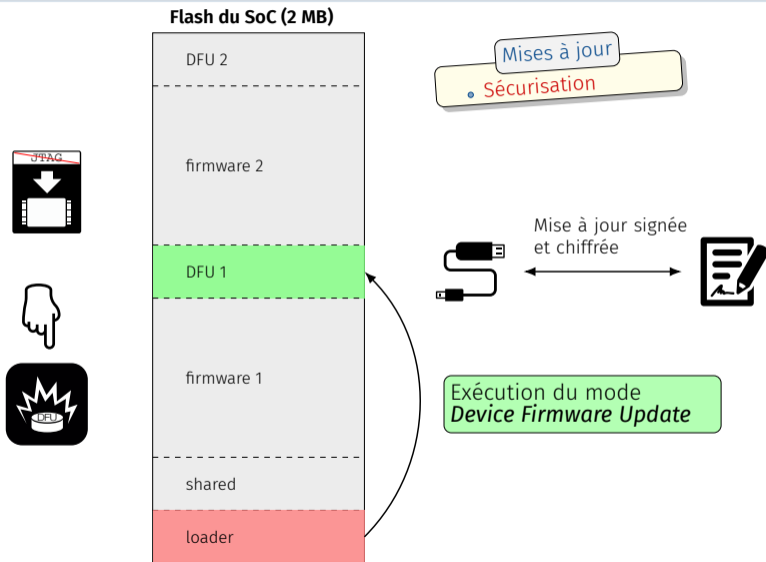 Flash du SoC (2 MB)
DFU 2
Mises à jour
Sécurisation
JTAG
firmware 2
Mise à jour signée
et chiffrée
DFU 1
firmware 1
Exécution du mode
Device Firmware Update
DFU
shared
loader